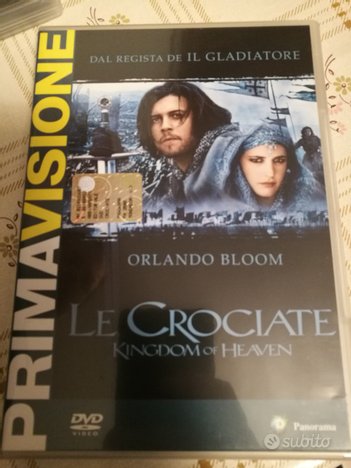 PRIMAVISIONE
DAL REGISTA DE IL GLADIATORE
ORLANDO BLOOM
LE CROCIATE
KINGDOM OF HEAVEN
DVD
VIDEO
Panorama
subito